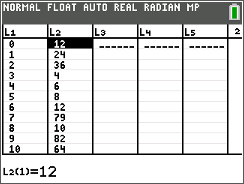 NORMAL FLOAT AUTO REAL RADIAN MP
L1 L2 L3 L4 L5 2
0 12 ------ ------ ------
1 24
2 36
3 4
4 6
5 8
6 12
7 79
8 10
9 82
10 64
L2(1)=12